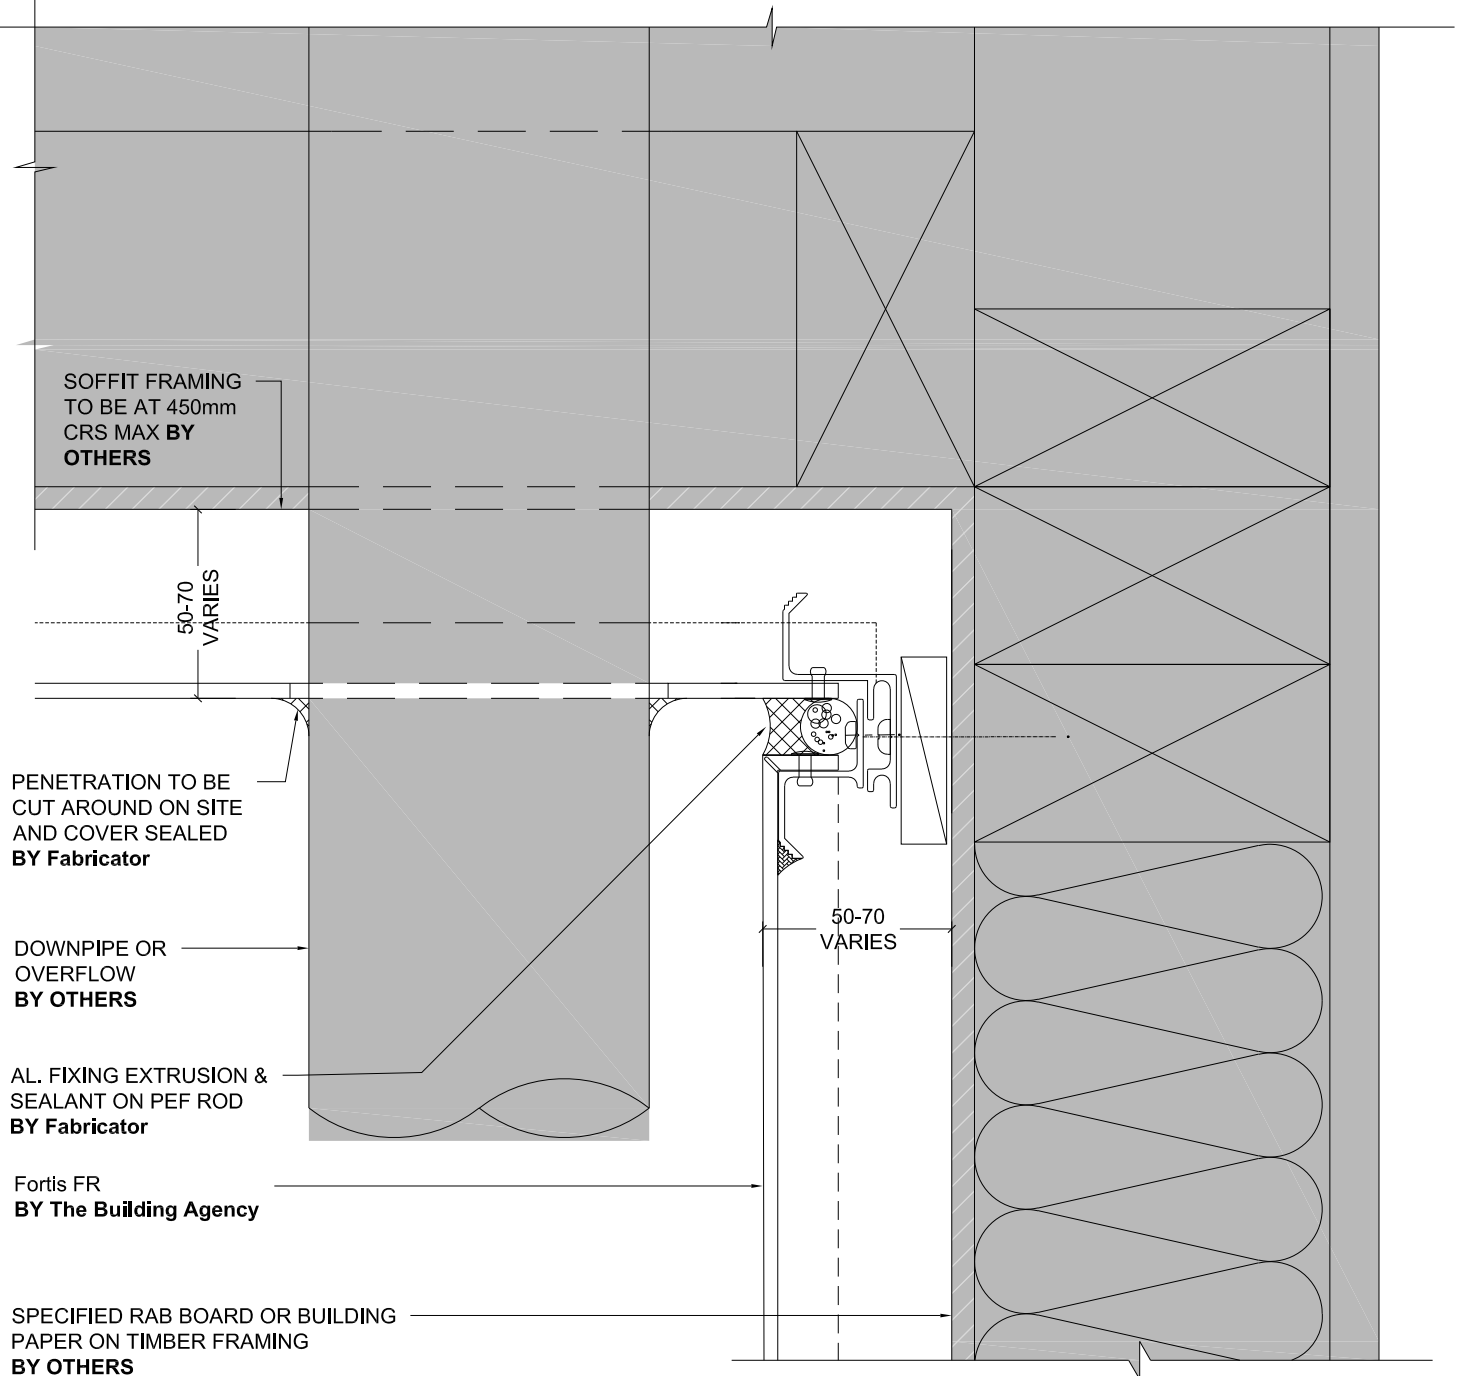 SOFFIT FRAMING
TO BE AT 450mm
CRS MAX BY
OTHERS
50-70
VARIES
PENETRATION TO BE
CUT AROUND ON SITE
AND COVER SEALED
BY Fabricator
50-70
VARIES
DOWNPIPE OR
OVERFLOW
BY OTHERS
AL. FIXING EXTRUSION &
SEALANT ON PEF ROD
BY Fabricator
Fortis FR
BY The Building Agency
SPECIFIED RAB BOARD OR BUILDING
PAPER ON TIMBER FRAMING
BY OTHERS